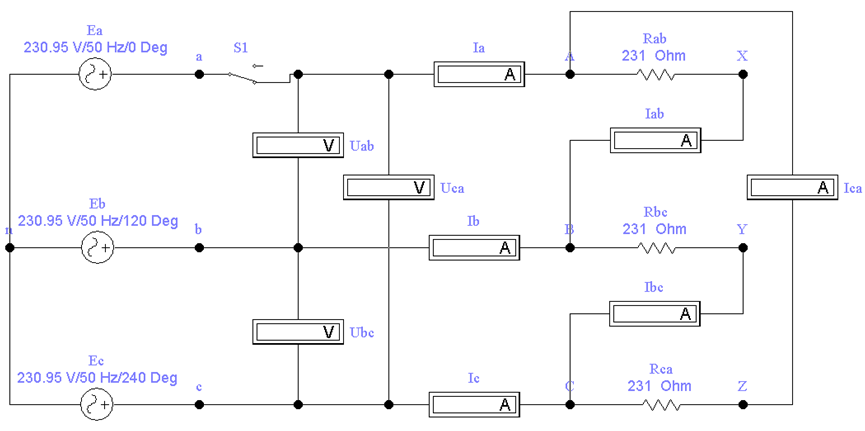 Ea
230.95 V/50 Hz/0 Deg
a
S1
Ia
A
A
Rab
231 Ohm
X
Iab
A
V
Uab
V
Uca
A
Ica
Eb
230.95 V/50 Hz/120 Deg
n
b
Ib
A
B
Rbc
231 Ohm
Y
Ibc
A
V
Ubc
Ec
230.95 V/50 Hz/240 Deg
c
Ic
A
C
Rca
231 Ohm
Z